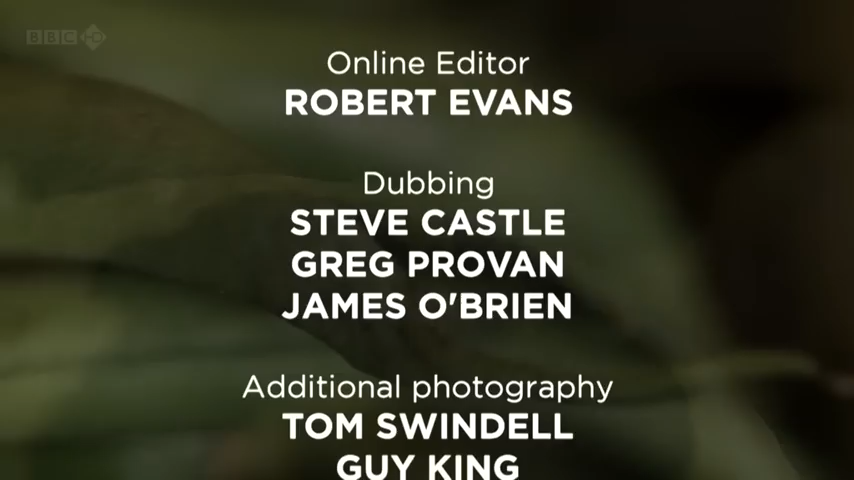 BBC HD
Online Editor
ROBERT EVANS
Dubbing
STEVE CASTLE
GREG PROVAN
JAMES O'BRIEN
Additional photography
TOM SWINDELL
GUY KING